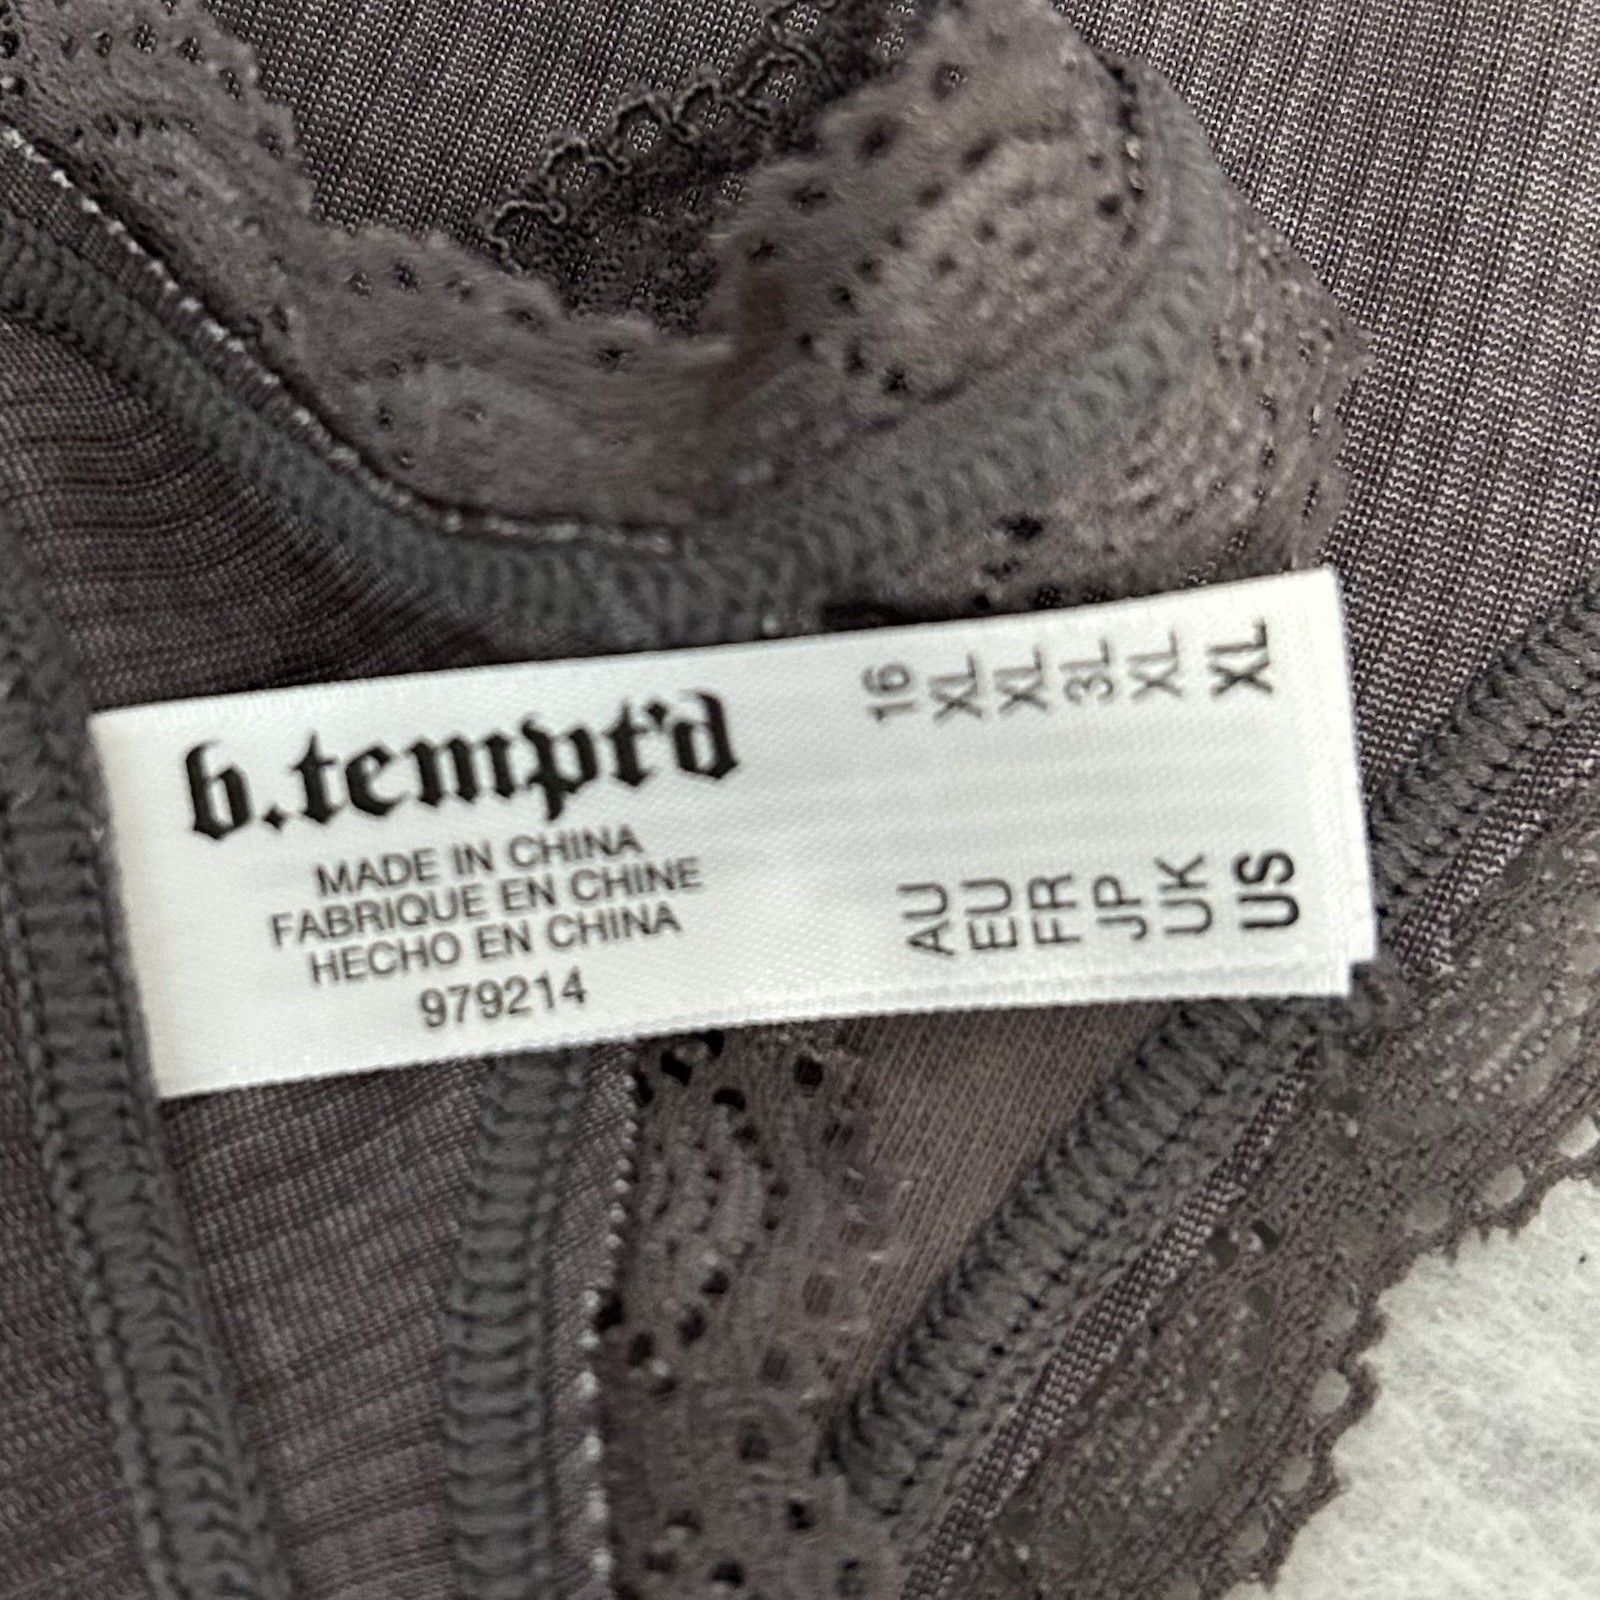 b.tempt'd
MADE IN CHINA
FABRIQUE EN CHINE
HECHO EN CHINA
979214
AU 16
EU XL
FR XL
JP 3L
UK XL
US XL